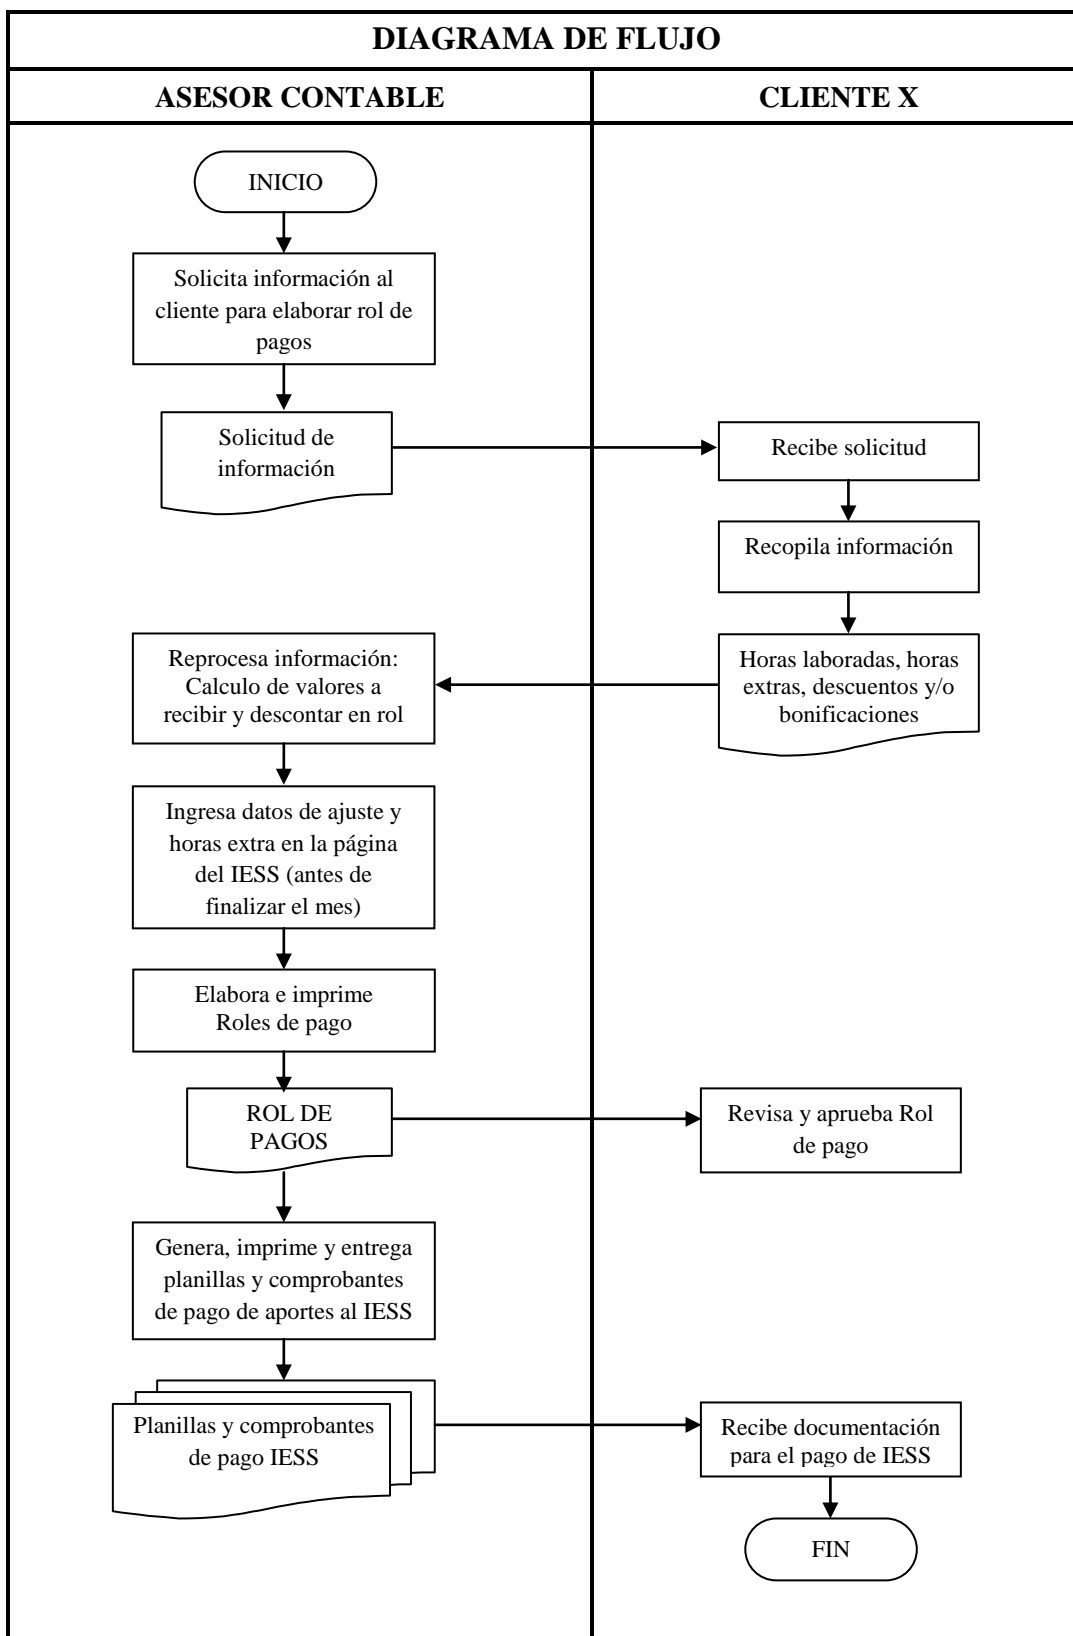 DIAGRAMA DE FLUJO
ASESOR CONTABLE
CLIENTE X
INICIO
Solicita información al
cliente para elaborar rol de
pagos
Solicitud de
información
Recibe solicitud
Recopila información
Horas laboradas, horas
extras, descuentos y/o
bonificaciones
Reprocesa información:
Calculo de valores a
recibir y descontar en rol
Ingresa datos de ajuste y
horas extra en la página
del IESS (antes de
finalizar el mes)
Elabora e imprime
Roles de pago
ROL DE
PAGOS
Revisa y aprueba Rol
de pago
Genera, imprime y entrega
planillas y comprobantes
de pago de aportes al IESS
Planillas y comprobantes
de pago IESS
Recibe documentación
para el pago de IESS
FIN